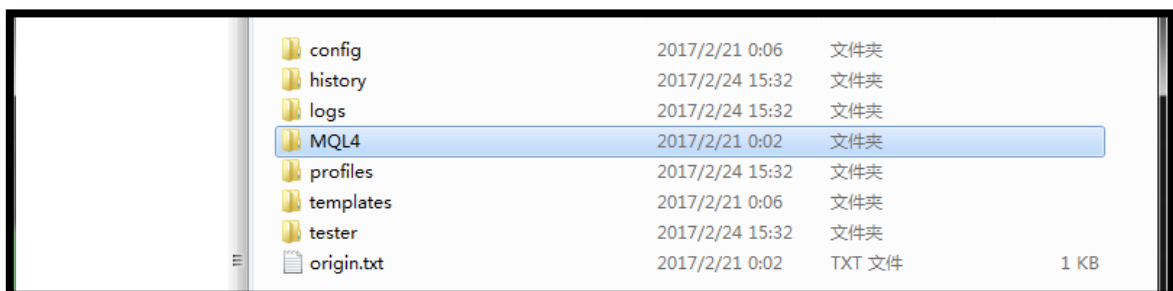 config 2017/2/21 0:06 文件夹
history 2017/2/24 15:32 文件夹
logs 2017/2/24 15:32 文件夹
MQL4 2017/2/21 0:02 文件夹
profiles 2017/2/24 15:32 文件夹
templates 2017/2/21 0:06 文件夹
tester 2017/2/24 15:32 文件夹
origin.txt 2017/2/21 0:02 TXT 文件 1 KB